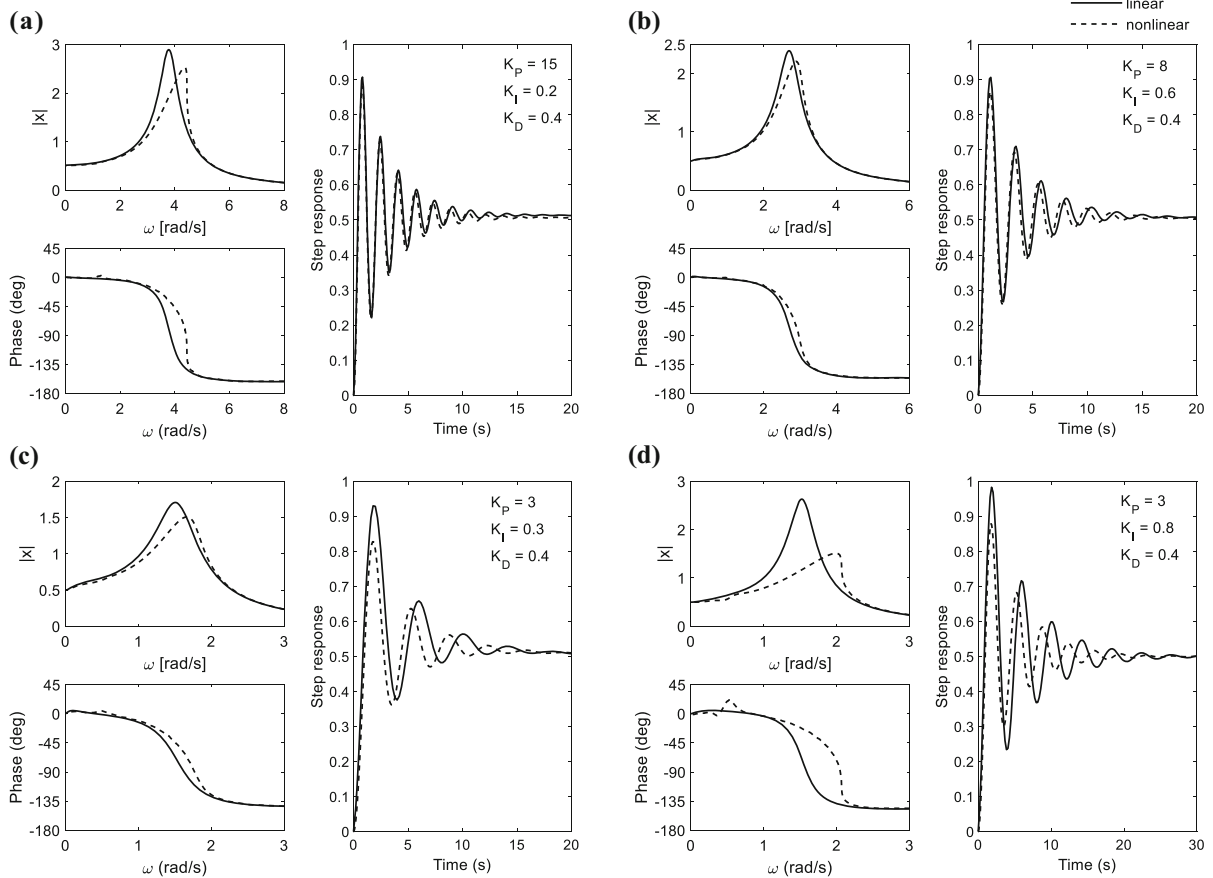 linear
nonlinear
(a)
3
2
1
0
|x|
0 2 4 6 8
ω [rad/s]
45
0
-45
-90
-135
-180
Phase (deg)
0 2 4 6 8
ω (rad/s)
1
0.9
0.8
0.7
0.6
0.5
0.4
0.3
0.2
0.1
0
Step response
K_P = 15
K_I = 0.2
K_D = 0.4
0 5 10 15 20
Time (s)
(b)
2.5
2
1.5
1
0.5
0
|x|
0 2 4 6
ω [rad/s]
45
0
-45
-90
-135
-180
Phase (deg)
0 2 4 6
ω (rad/s)
1
0.9
0.8
0.7
0.6
0.5
0.4
0.3
0.2
0.1
0
Step response
K_P = 8
K_I = 0.6
K_D = 0.4
0 5 10 15 20
Time (s)
(c)
2
1.5
1
0.5
0
|x|
0 1 2 3
ω [rad/s]
45
0
-45
-90
-135
-180
Phase (deg)
0 1 2 3
ω (rad/s)
1
0.9
0.8
0.7
0.6
0.5
0.4
0.3
0.2
0.1
0
Step response
K_P = 3
K_I = 0.3
K_D = 0.4
0 5 10 15 20
Time (s)
(d)
3
2
1
0
|x|
0 1 2 3
ω [rad/s]
45
0
-45
-90
-135
-180
Phase (deg)
0 1 2 3
ω (rad/s)
1
0.9
0.8
0.7
0.6
0.5
0.4
0.3
0.2
0.1
0
Step response
K_P = 3
K_I = 0.8
K_D = 0.4
0 5 10 15 20 25 30
Time (s)